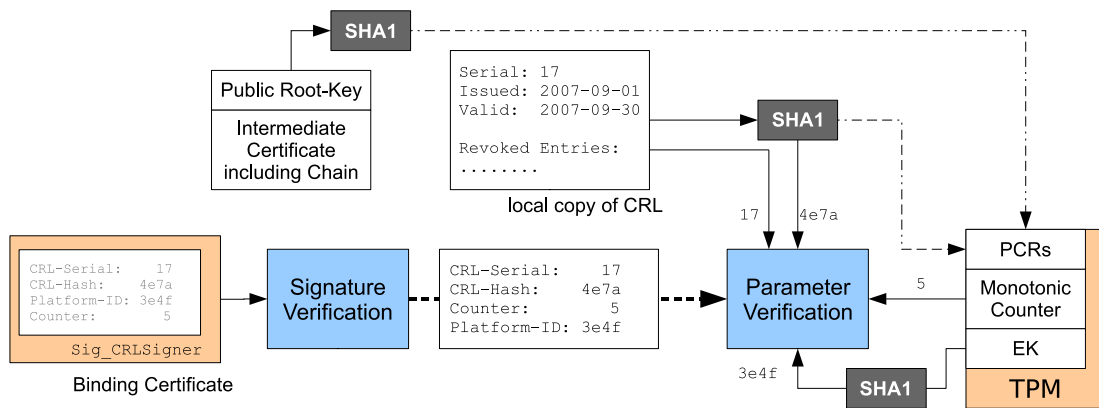 SHA1
Public Root-Key
Intermediate
Certificate
including Chain
Serial: 17
Issued: 2007-09-01
Valid:  2007-09-30
Revoked Entries:
........
local copy of CRL
SHA1
17
4e7a
CRL-Serial:    17
CRL-Hash:    4e7a
Platform-ID: 3e4f
Counter:        5
Sig_CRLSigner
Binding Certificate
Signature
Verification
CRL-Serial:    17
CRL-Hash:    4e7a
Counter:        5
Platform-ID: 3e4f
Parameter
Verification
5
3e4f
SHA1
PCRs
Monotonic
Counter
EK
TPM